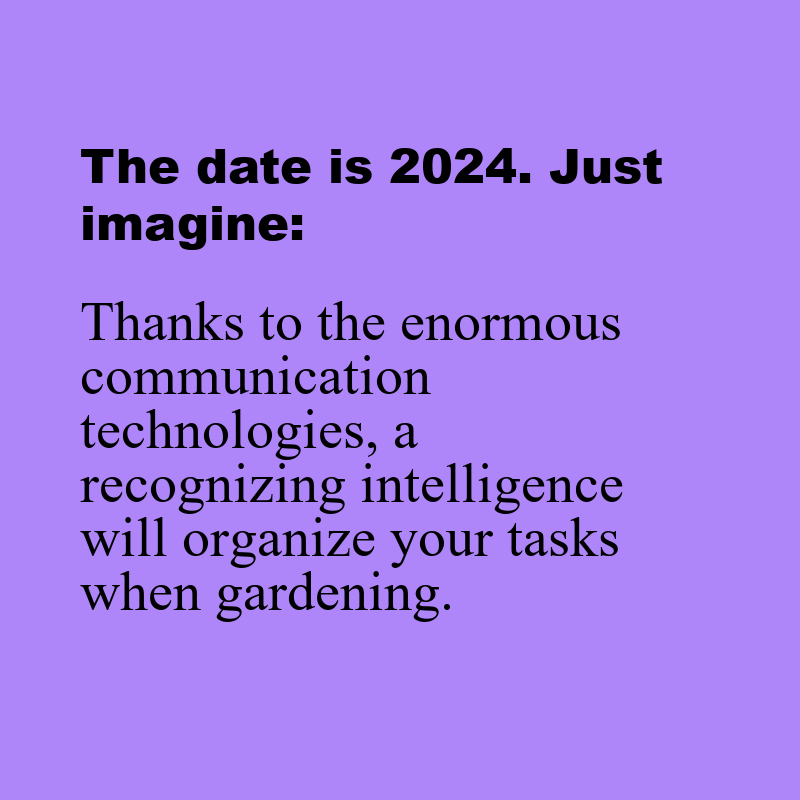 The date is 2024. Just
imagine:
Thanks to the enormous
communication
technologies, a
recognizing intelligence
will organize your tasks
when gardening.